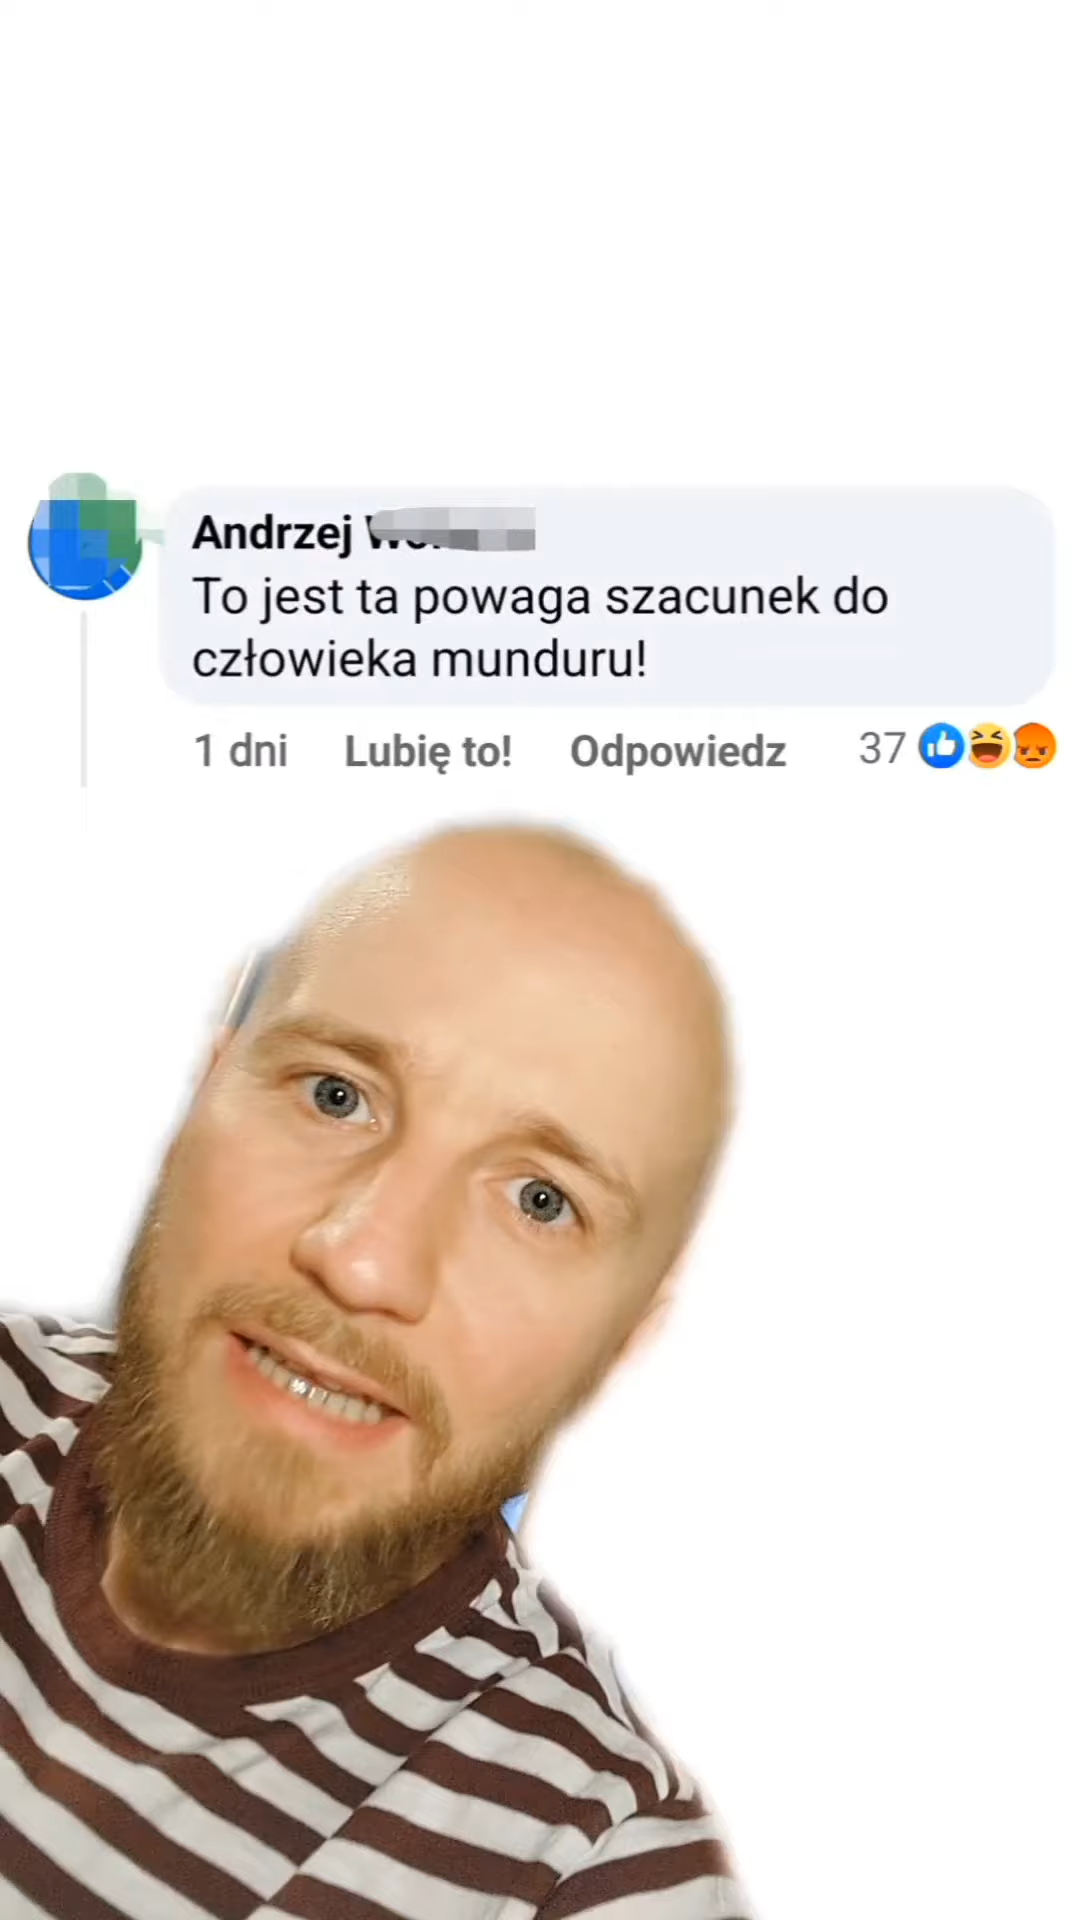 Andrzej
To jest ta powaga szacunek do
człowieka munduru!
1 dni Lubię to! Odpowiedz 37